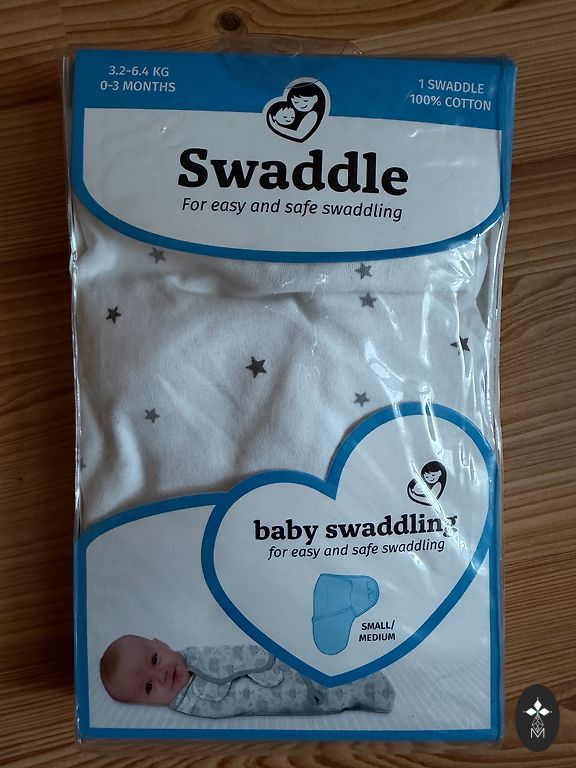 3.2-6.4 KG
0-3 MONTHS
1 SWADDLE
100% COTTON
Swaddle
For easy and safe swaddling
baby swaddling
for easy and safe swaddling
SMALL/
MEDIUM
M